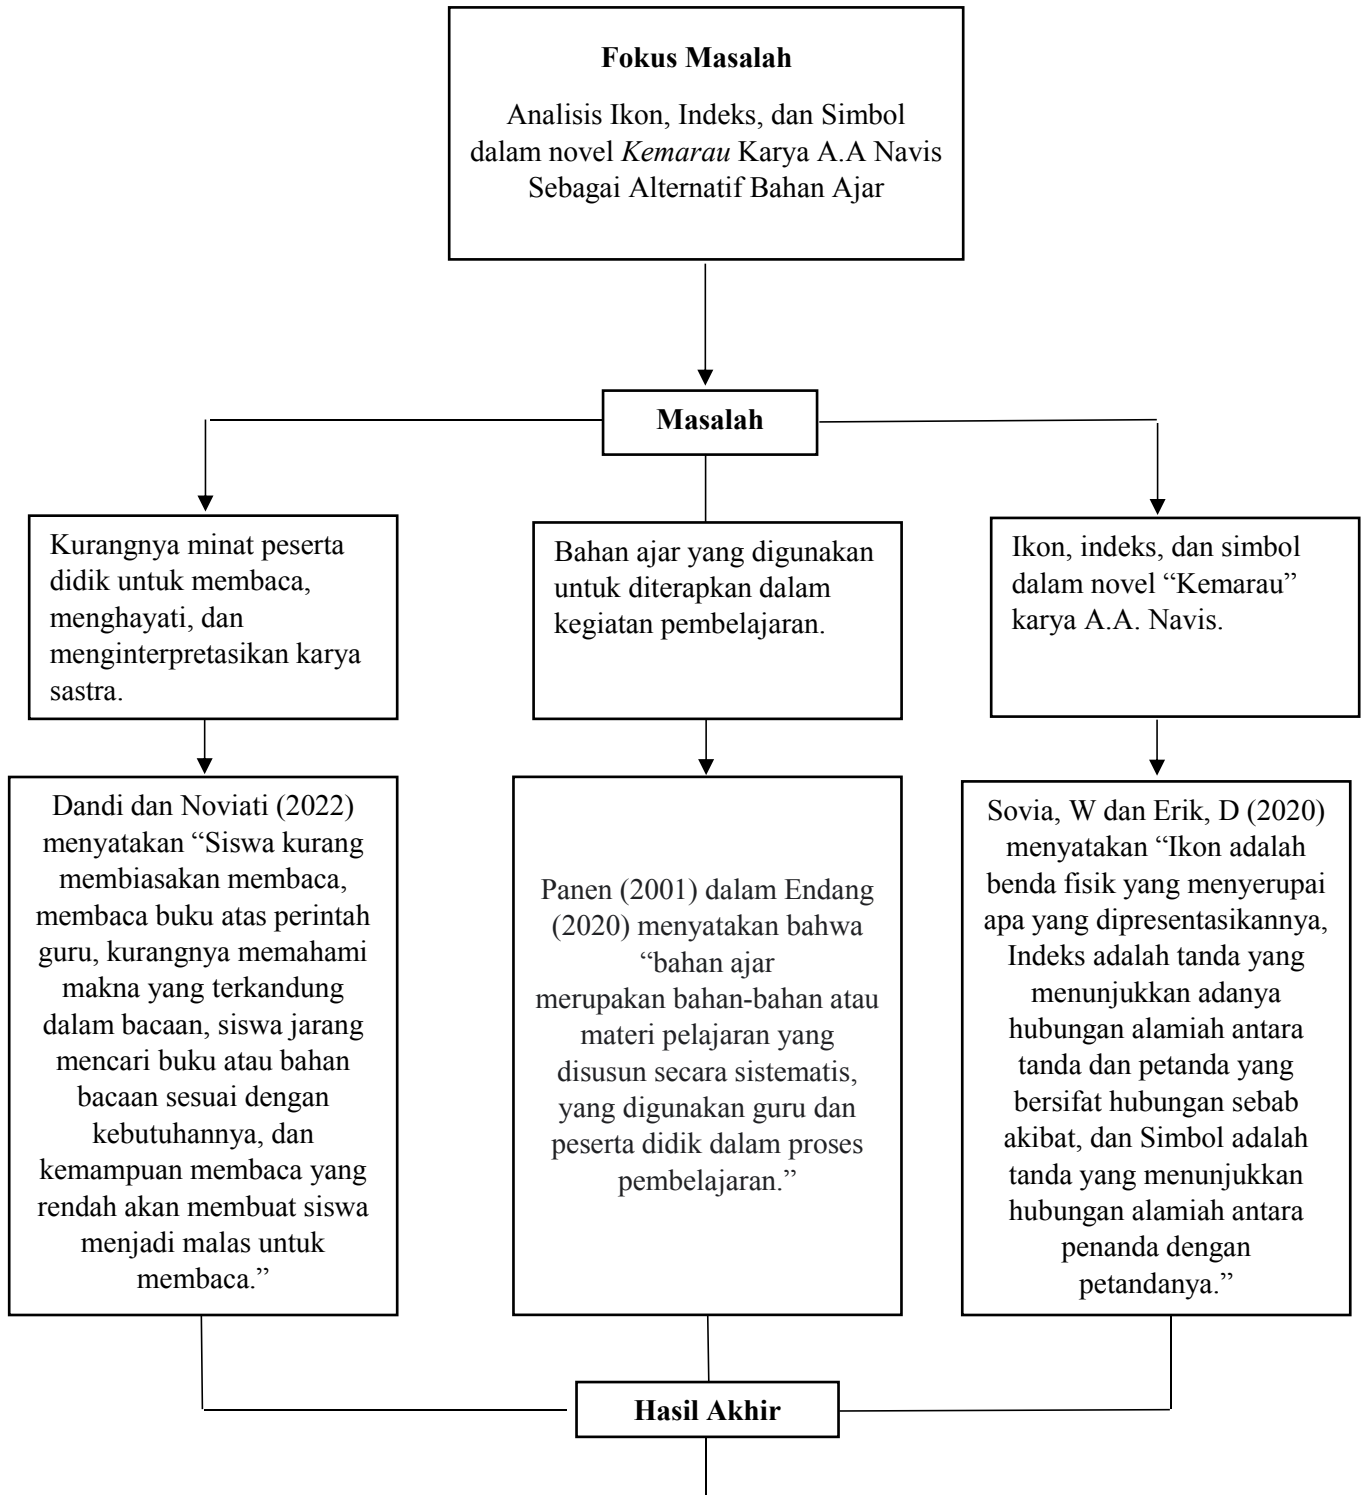 Fokus Masalah
Analisis Ikon, Indeks, dan Simbol
dalam novel Kemarau Karya A.A Navis
Sebagai Alternatif Bahan Ajar
Masalah
Kurangnya minat peserta
didik untuk membaca,
menghayati, dan
menginterpretasikan karya
sastra.
Bahan ajar yang digunakan
untuk diterapkan dalam
kegiatan pembelajaran.
Ikon, indeks, dan simbol
dalam novel “Kemarau”
karya A.A. Navis.
Dandi dan Noviati (2022)
menyatakan “Siswa kurang
membiasakan membaca,
membaca buku atas perintah
guru, kurangnya memahami
makna yang terkandung
dalam bacaan, siswa jarang
mencari buku atau bahan
bacaan sesuai dengan
kebutuhannya, dan
kemampuan membaca yang
rendah akan membuat siswa
menjadi malas untuk
membaca.”
Panen (2001) dalam Endang
(2020) menyatakan bahwa
“bahan ajar
merupakan bahan-bahan atau
materi pelajaran yang
disusun secara sistematis,
yang digunakan guru dan
peserta didik dalam proses
pembelajaran.”
Sovia, W dan Erik, D (2020)
menyatakan “Ikon adalah
benda fisik yang menyerupai
apa yang dipresentasikannya,
Indeks adalah tanda yang
menunjukkan adanya
hubungan alamiah antara
tanda dan petanda yang
bersifat hubungan sebab
akibat, dan Simbol adalah
tanda yang menunjukkan
hubungan alamiah antara
penanda dengan
petandanya.”
Hasil Akhir